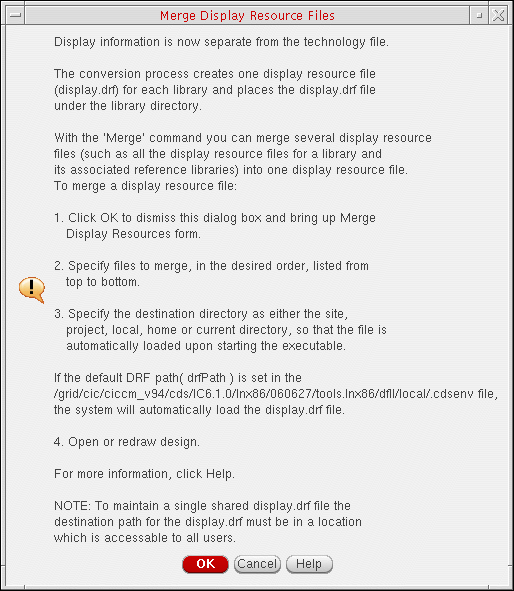 Merge Display Resource Files
Display information is now separate from the technology file.
The conversion process creates one display resource file
(display.drf) for each library and places the display.drf file
under the library directory.
With the 'Merge' command you can merge several display resource
files (such as all the display resource files for a library and
its associated reference libraries) into one display resource file.
To merge a display resource file:
1. Click OK to dismiss this dialog box and bring up Merge
Display Resources form.
2. Specify files to merge, in the desired order, listed from
top to bottom.
3. Specify the destination directory as either the site,
project, local, home or current directory, so that the file is
automatically loaded upon starting the executable.
If the default DRF path( drfPath ) is set in the
/grid/cic/ciccm_v94/cds/IC6.1.0/lnx86/060627/tools.lnx86/dfII/local/.cdsenv file,
the system will automatically load the display.drf file.
4. Open or redraw design.
For more information, click Help.
NOTE: To maintain a single shared display.drf file the
destination path for the display.drf must be in a location
which is accessable to all users.
OK Cancel Help